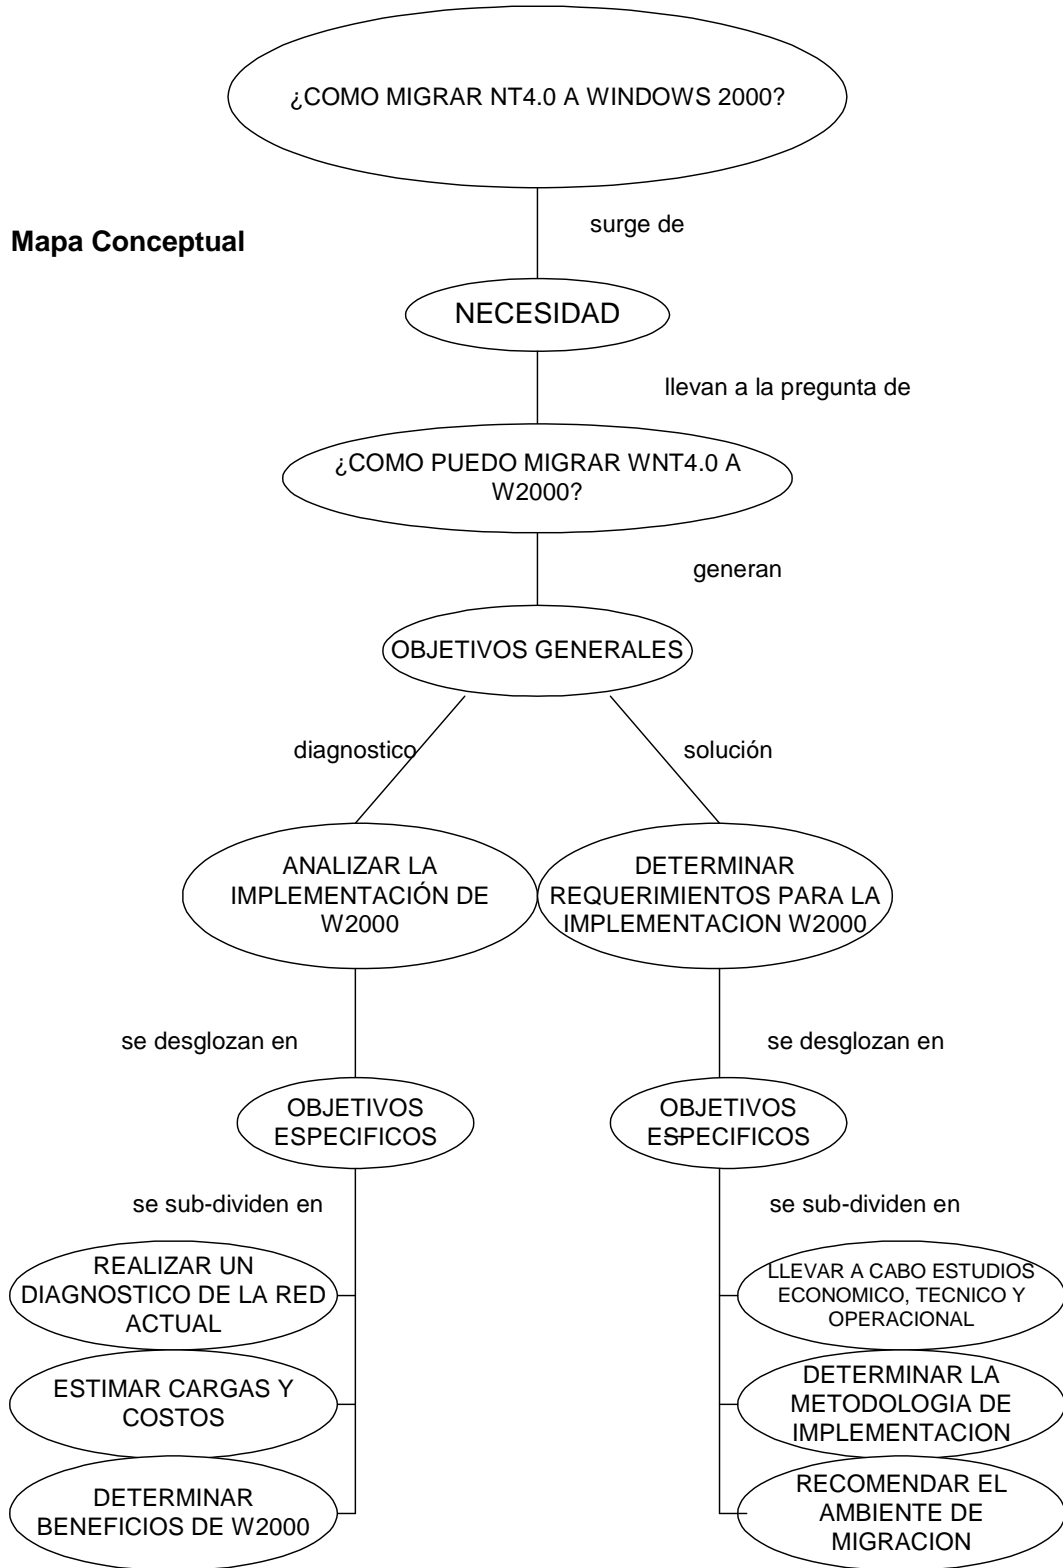 ¿COMO MIGRAR NT4.0 A WINDOWS 2000?
surge de
Mapa Conceptual
NECESIDAD
llevan a la pregunta de
¿COMO PUEDO MIGRAR WNT4.0 A
W2000?
generan
OBJETIVOS GENERALES
diagnostico
solución
ANALIZAR LA
IMPLEMENTACIÓN DE
W2000
DETERMINAR
REQUERIMIENTOS PARA LA
IMPLEMENTACION W2000
se desglozan en
se desglozan en
OBJETIVOS
ESPECIFICOS
OBJETIVOS
ESPECIFICOS
se sub-dividen en
se sub-dividen en
REALIZAR UN
DIAGNOSTICO DE LA RED
ACTUAL
LLEVAR A CABO ESTUDIOS
ECONOMICO, TECNICO Y
OPERACIONAL
ESTIMAR CARGAS Y
COSTOS
DETERMINAR LA
METODOLOGIA DE
IMPLEMENTACION
DETERMINAR
BENEFICIOS DE W2000
RECOMENDAR EL
AMBIENTE DE
MIGRACION